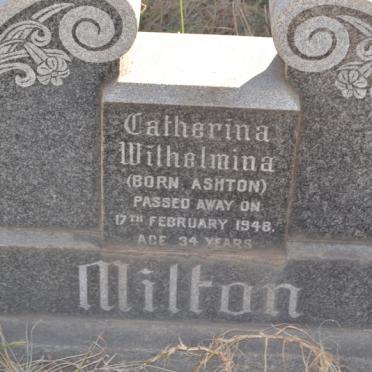 Catherina
Wilhelmina
(BORN ASHTON)
PASSED AWAY ON
17TH FEBRUARY 1948.
AGE 34 YEARS
Milton